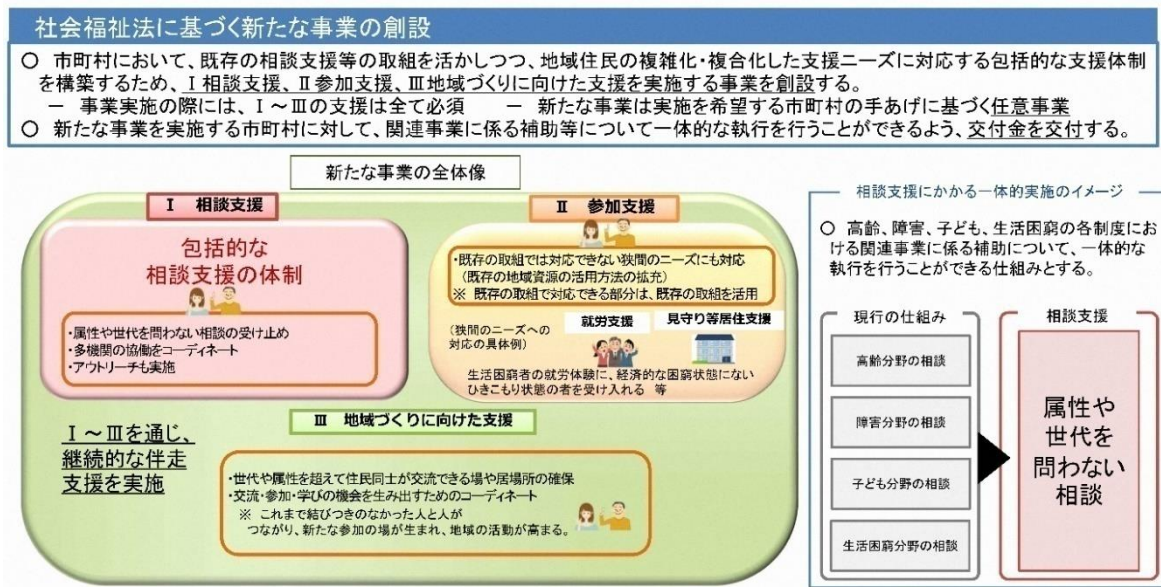 社会福祉法に基づく新たな事業の創設
○ 市町村において、既存の相談支援等の取組を活かしつつ、地域住民の複雑化・複合化した支援ニーズに対応する包括的な支援体制
を構築するため、Ⅰ相談支援、Ⅱ参加支援、Ⅲ地域づくりに向けた支援を実施する事業を創設する。
ー 事業実施の際には、Ⅰ～Ⅲの支援は全て必須　ー 新たな事業は実施を希望する市町村の手あげに基づく任意事業
○ 新たな事業を実施する市町村に対して、関連事業に係る補助等について一体的な執行を行うことができるよう、交付金を交付する。
新たな事業の全体像
Ⅰ 相談支援
包括的な
相談支援の体制
・属性や世代を問わない相談の受け止め
・多機関の協働をコーディネート
・アウトリーチも実施
Ⅱ 参加支援
・既存の取組では対応できない狭間のニーズにも対応
（既存の地域資源の活用方法の拡充）
※ 既存の取組で対応できる部分は、既存の取組を活用
（狭間のニーズへの
対応の具体例）
就労支援
見守り等居住支援
生活困窮者の就労体験に、経済的な困窮状態にない
ひきこもり状態の者を受け入れる 等
Ⅲ 地域づくりに向けた支援
Ⅰ～Ⅲを通じ、
継続的な伴走
支援を実施
・世代や属性を超えて住民同士が交流できる場や居場所の確保
・交流・参加・学びの機会を生み出すためのコーディネート
※ これまで結びつきのなかった人と人が
つながり、新たな参加の場が生まれ、地域の活動が高まる。
相談支援にかかる一体的実施のイメージ
○ 高齢、障害、子ども、生活困窮の各制度にお
ける関連事業に係る補助について、一体的な
執行を行うことができる仕組みとする。
現行の仕組み
高齢分野の相談
障害分野の相談
子ども分野の相談
生活困窮分野の相談
相談支援
属性や
世代を
問わない
相談